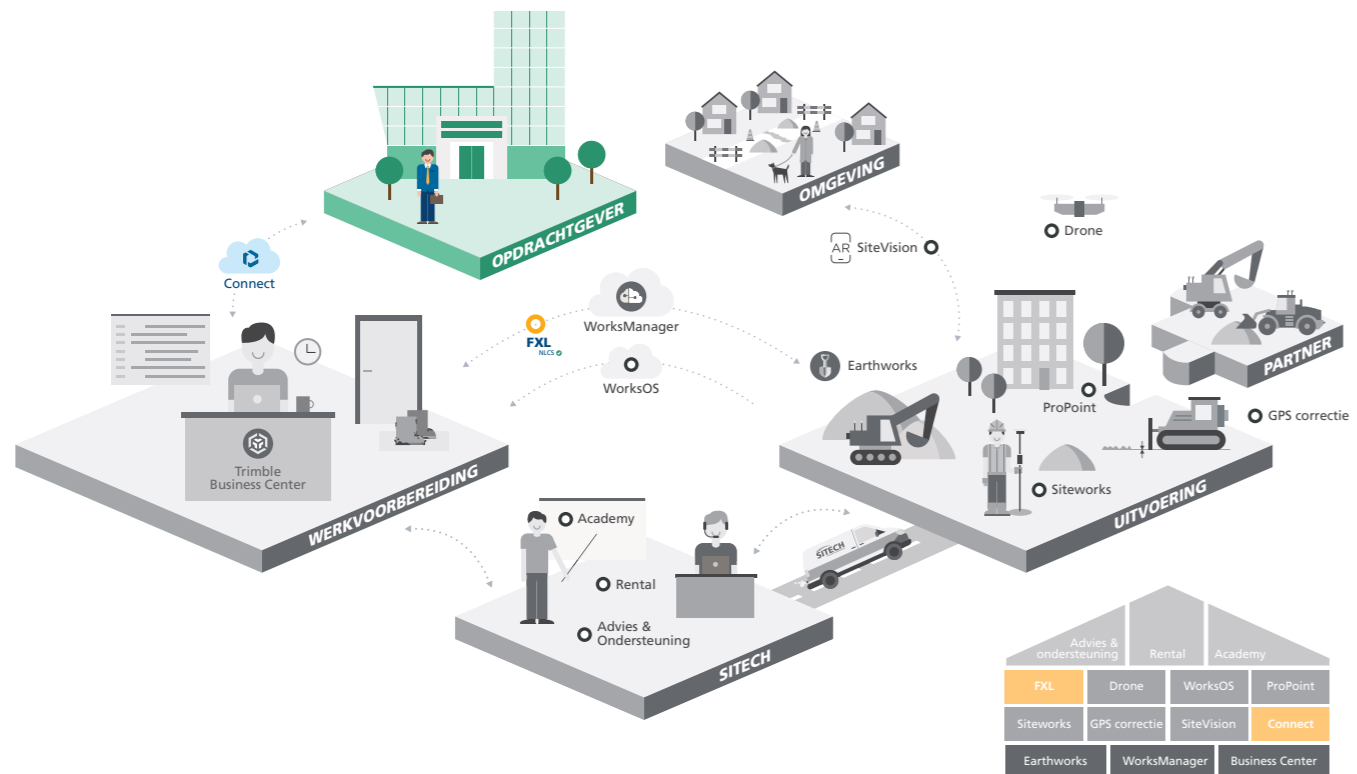 OPDRACHTGEVER
OMGEVING
Drone
AR
SiteVision
Connect
WorksManager
FXL
NLCS
WorksOS
Earthworks
PARTNER
ProPoint
GPS correctie
Trimble
Business Center
WERKVOORBEREIDING
Siteworks
UITVOERING
Academy
SITECH
Rental
Advies &
Ondersteuning
SITECH
Advies &
ondersteuning
Rental
Academy
FXL
Drone
WorksOS
ProPoint
Siteworks
GPS correctie
SiteVision
Connect
Earthworks
WorksManager
Business Center